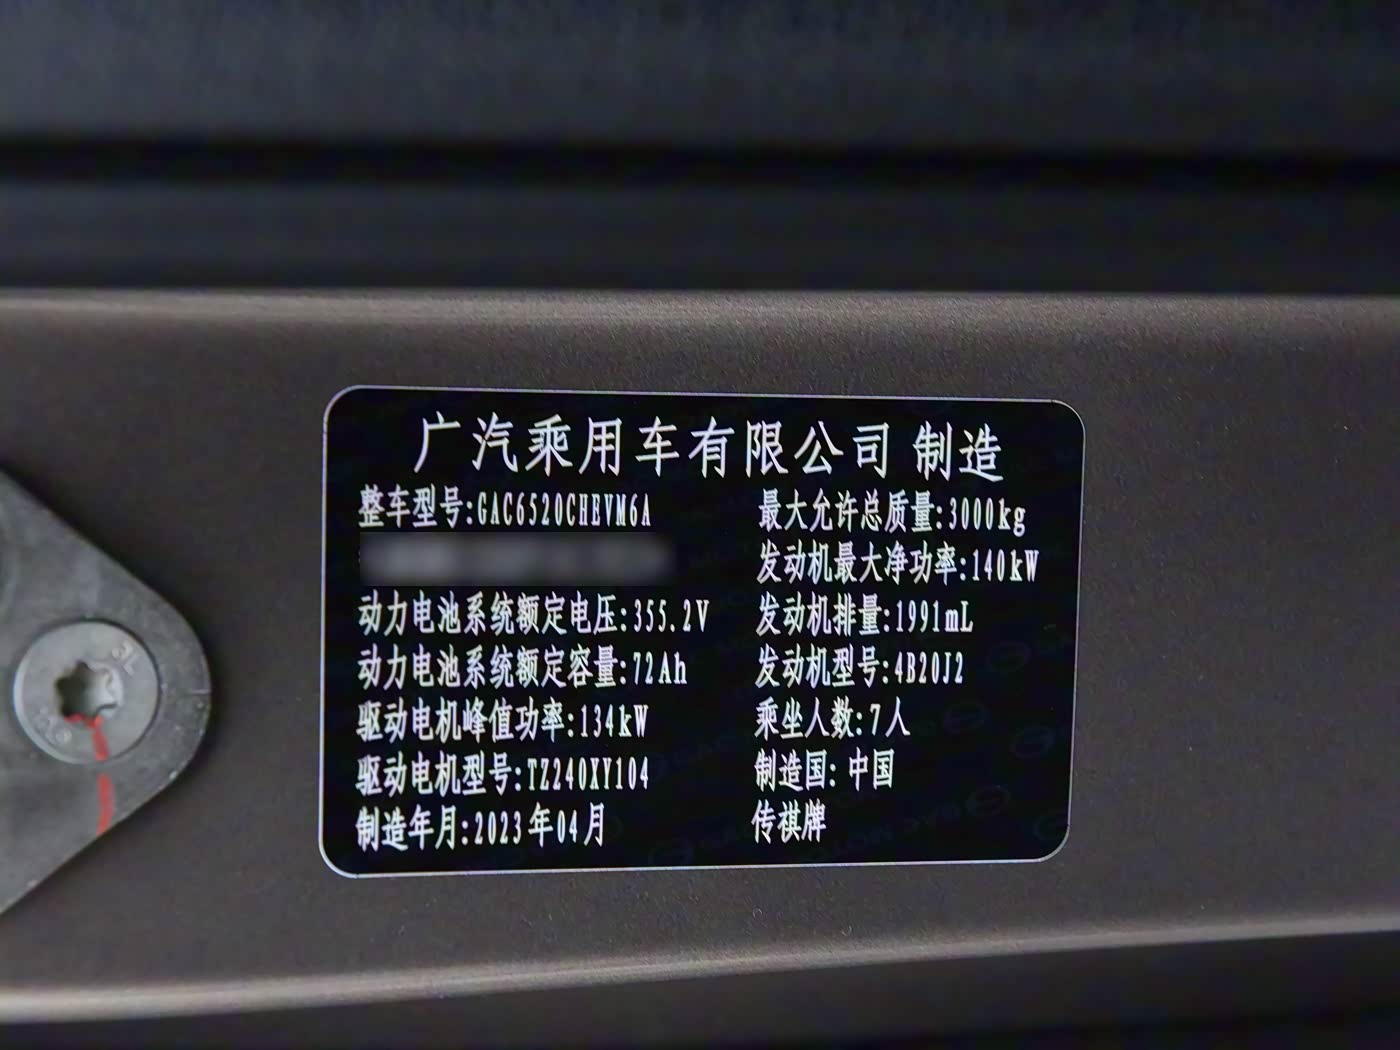 广汽乘用车有限公司 制造
整车型号:GAC6520CHEVM6A
动力电池系统额定电压:355.2V
动力电池系统额定容量:72Ah
驱动电机峰值功率:134kW
驱动电机型号:TZ240XY104
制造年月:2023年04月
最大允许总质量:3000kg
发动机最大净功率:140kW
发动机排量:1991mL
发动机型号:4B20J2
乘坐人数:7人
制造国: 中国
传祺牌